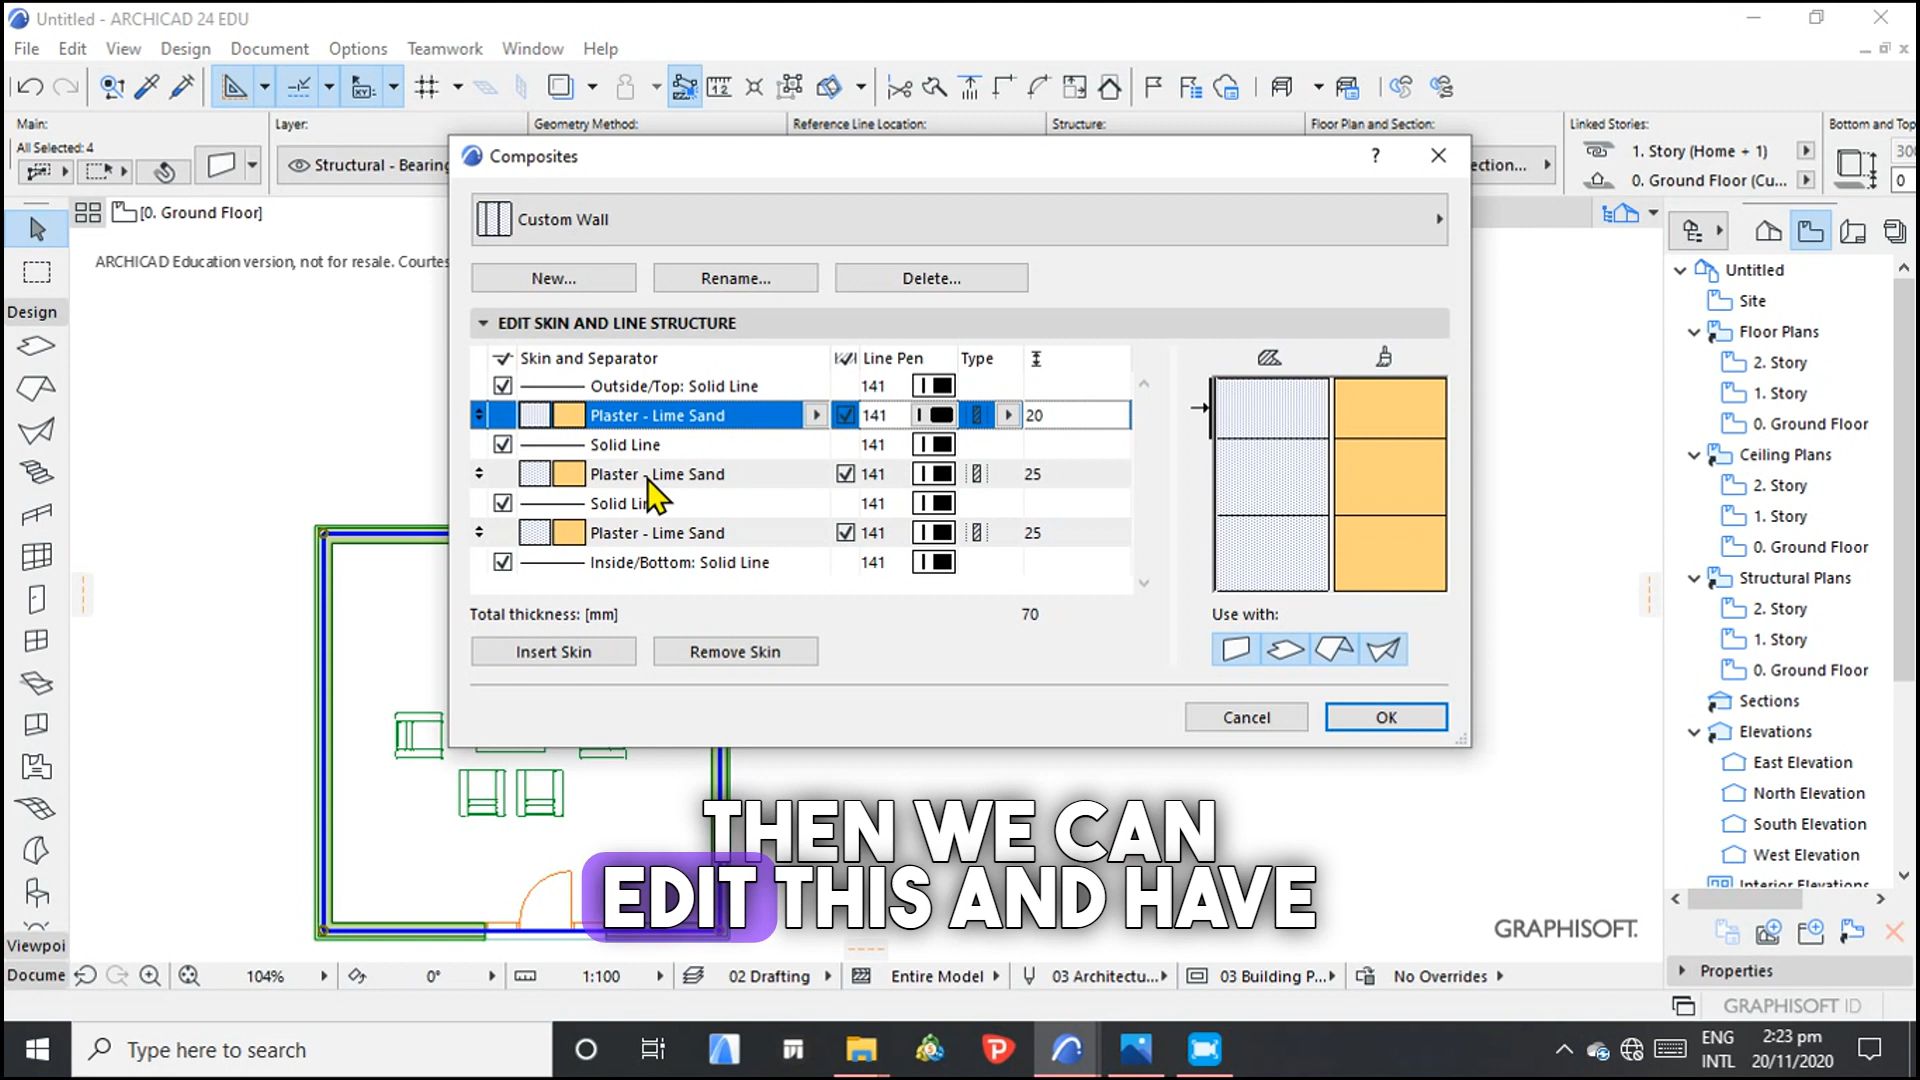 Untitled - ARCHICAD 24 EDU
File Edit View Design Document Options Teamwork Window Help
Main:
All Selected: 4
Layer:
Structural - Bearing
Geometry Method:
Reference Line Location:
Structure:
Floor Plan and Section:
ection...
Linked Stories:
1. Story (Home + 1)
0. Ground Floor (Cu...
Bottom and Top
300
0
[0. Ground Floor]
ARCHICAD Education version, not for resale. Courtes
Design
Viewpoi
Docume
Composites
?
Custom Wall
New... Rename... Delete...
EDIT SKIN AND LINE STRUCTURE
Skin and Separator Line Pen Type
Outside/Top: Solid Line 141
Plaster - Lime Sand 141 20
Solid Line 141
Plaster - Lime Sand 141 25
Solid Lin 141
Plaster - Lime Sand 141 25
Inside/Bottom: Solid Line 141
Total thickness: [mm] 70
Insert Skin Remove Skin
Use with:
Cancel OK
THEN WE CAN
EDIT THIS AND HAVE
GRAPHISOFT.
Untitled
Site
Floor Plans
2. Story
1. Story
0. Ground Floor
Ceiling Plans
2. Story
1. Story
0. Ground Floor
Structural Plans
2. Story
1. Story
0. Ground Floor
Sections
Elevations
East Elevation
North Elevation
South Elevation
West Elevation
Interior Elevations
Properties
GRAPHISOFT ID
104% 0° 1:100 02 Drafting Entire Model 03 Architectu... 03 Building P... No Overrides
Type here to search
ENG
INTL
2:23 pm
20/11/2020